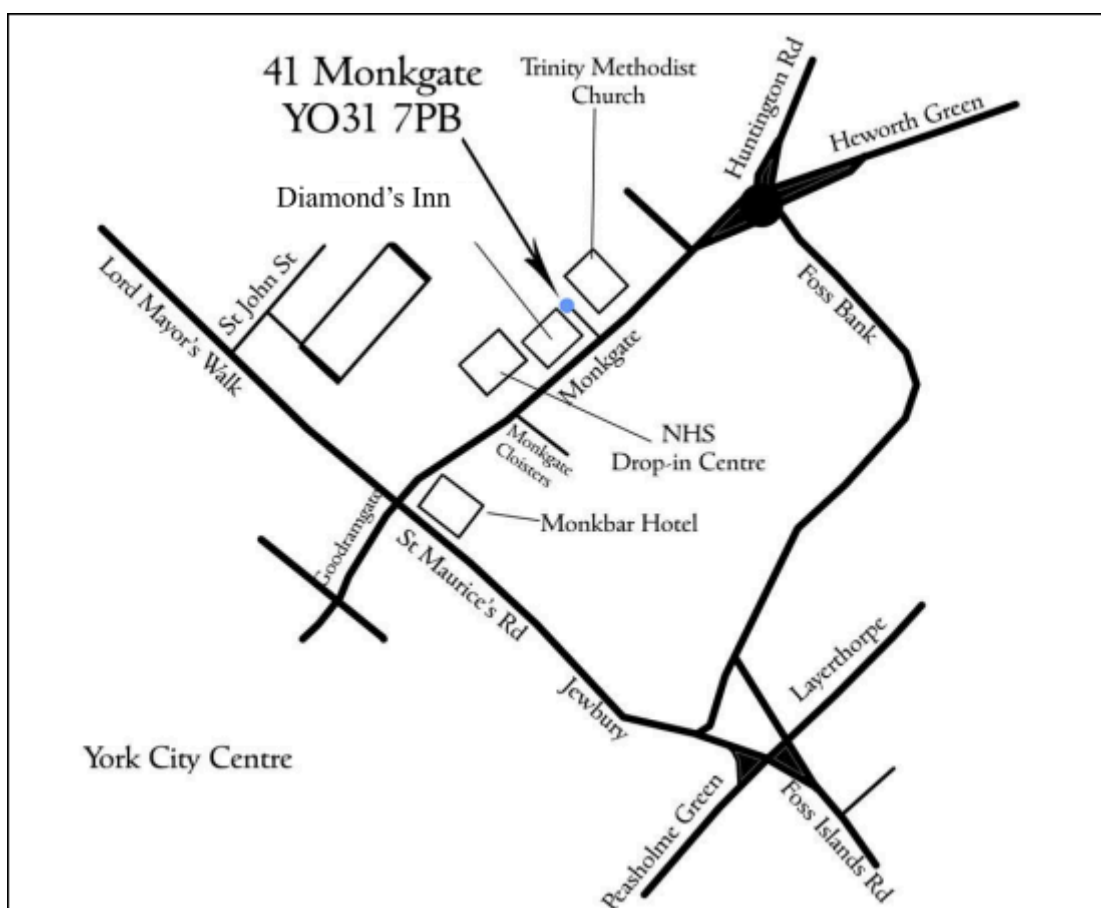 41 Monkgate
YO31 7PB
Trinity Methodist
Church
Huntington Rd
Heworth Green
Diamond's Inn
St John St
Lord Mayor's Walk
Foss Bank
Monkgate
NHS
Drop-in Centre
Monkgate
Cloisters
Monkbar Hotel
Goodramgate
St Maurice's Rd
Layerthorpe
Jewbury
York City Centre
Peasholme Green
Foss Islands Rd